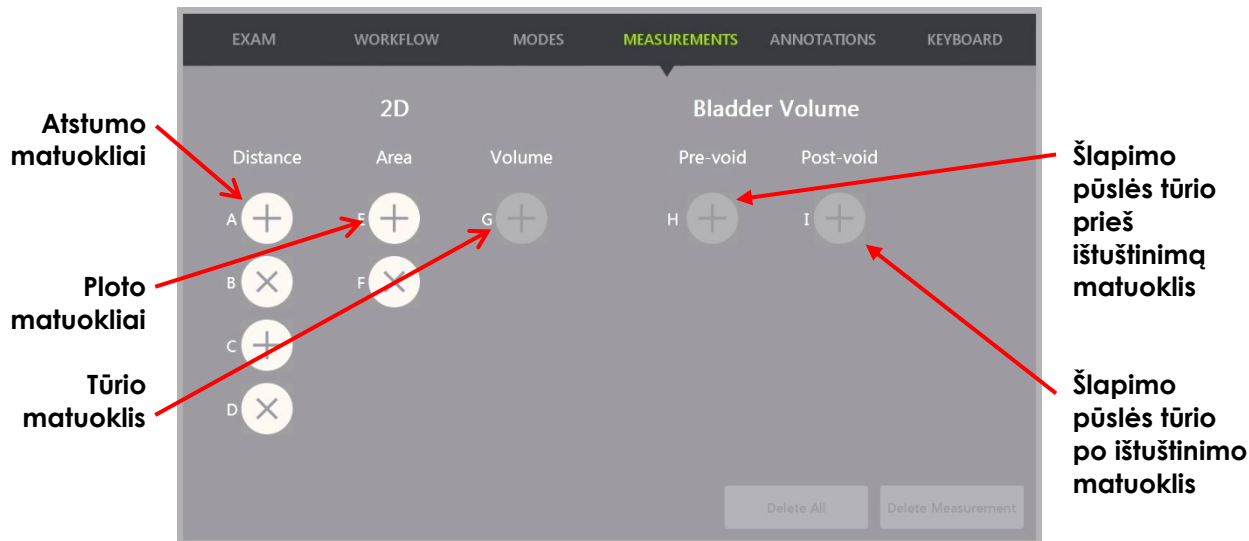 EXAM WORKFLOW MODES MEASUREMENTS ANNOTATIONS KEYBOARD
2D Bladder Volume
Distance Area Volume Pre-void Post-void
A E G H I
B F
C
D
Delete All Delete Measurement
Atstumo
matuokliai
Ploto
matuokliai
Tūrio
matuoklis
Šlapimo
pūslės tūrio
prieš
ištuštinimą
matuoklis
Šlapimo
pūslės tūrio
po ištuštinimo
matuoklis